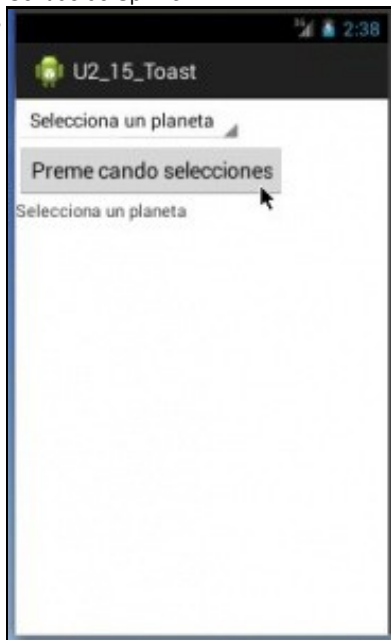 2:38
U2_15_Toast
Selecciona un planeta
Preme cando selecciones
Selecciona un planeta